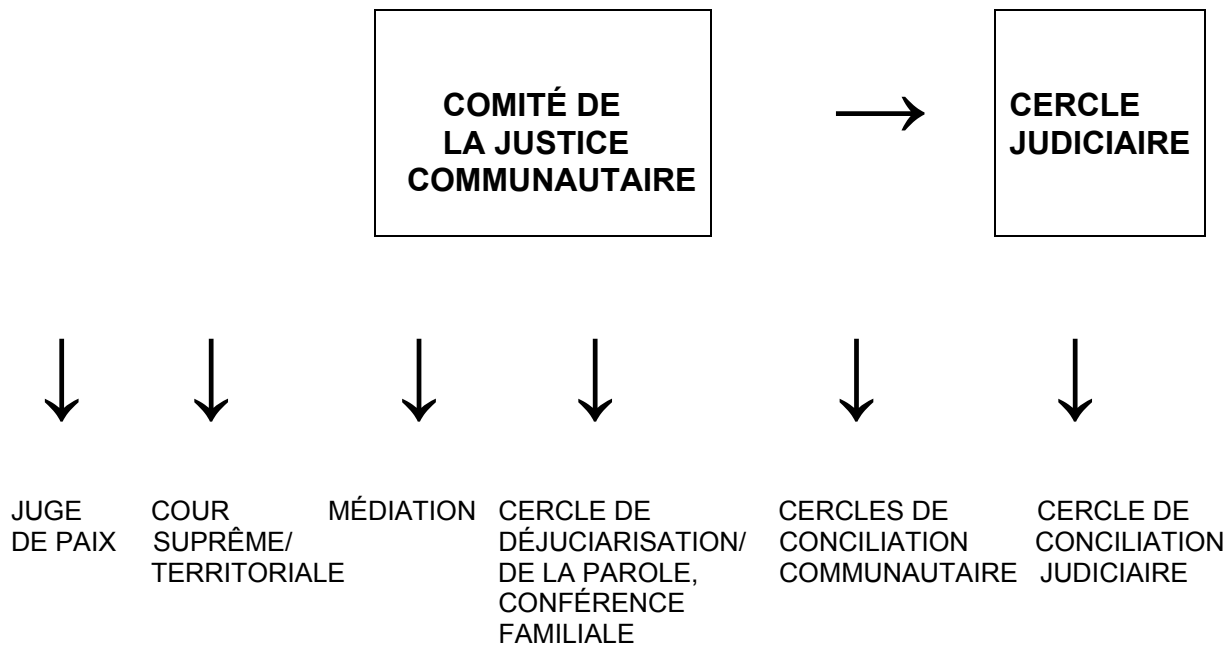 COMITÉ DE
LA JUSTICE
COMMUNAUTAIRE
CERCLE
JUDICIAIRE
JUGE
DE PAIX
COUR
SUPRÊME/
TERRITORIALE
MÉDIATION
CERCLE DE
DÉJUCIARISATION/
DE LA PAROLE,
CONFÉRENCE
FAMILIALE
CERCLES DE
CONCILIATION
COMMUNAUTAIRE
CERCLE DE
CONCILIATION
JUDICIAIRE